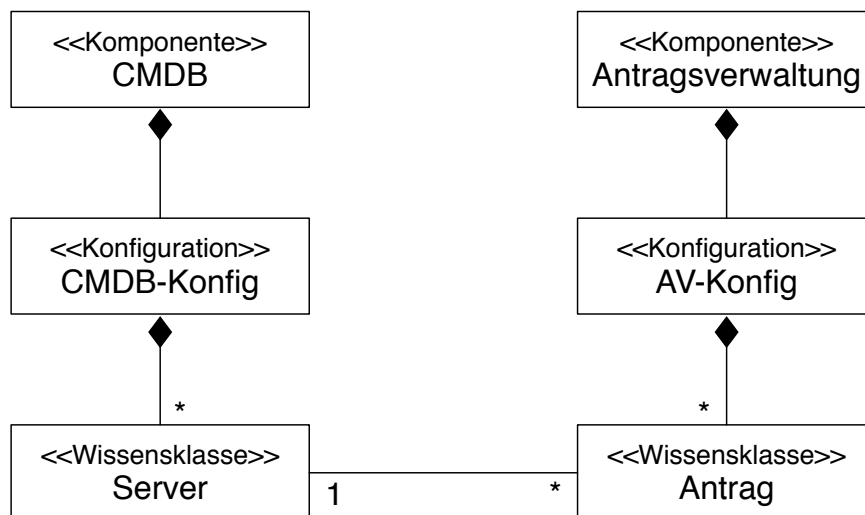 <<Komponente>>
CMDB
<<Komponente>>
Antragsverwaltung
<<Konfiguration>>
CMDB-Konfig
<<Konfiguration>>
AV-Konfig
*
*
<<Wissensklasse>>
Server
1
*
<<Wissensklasse>>
Antrag